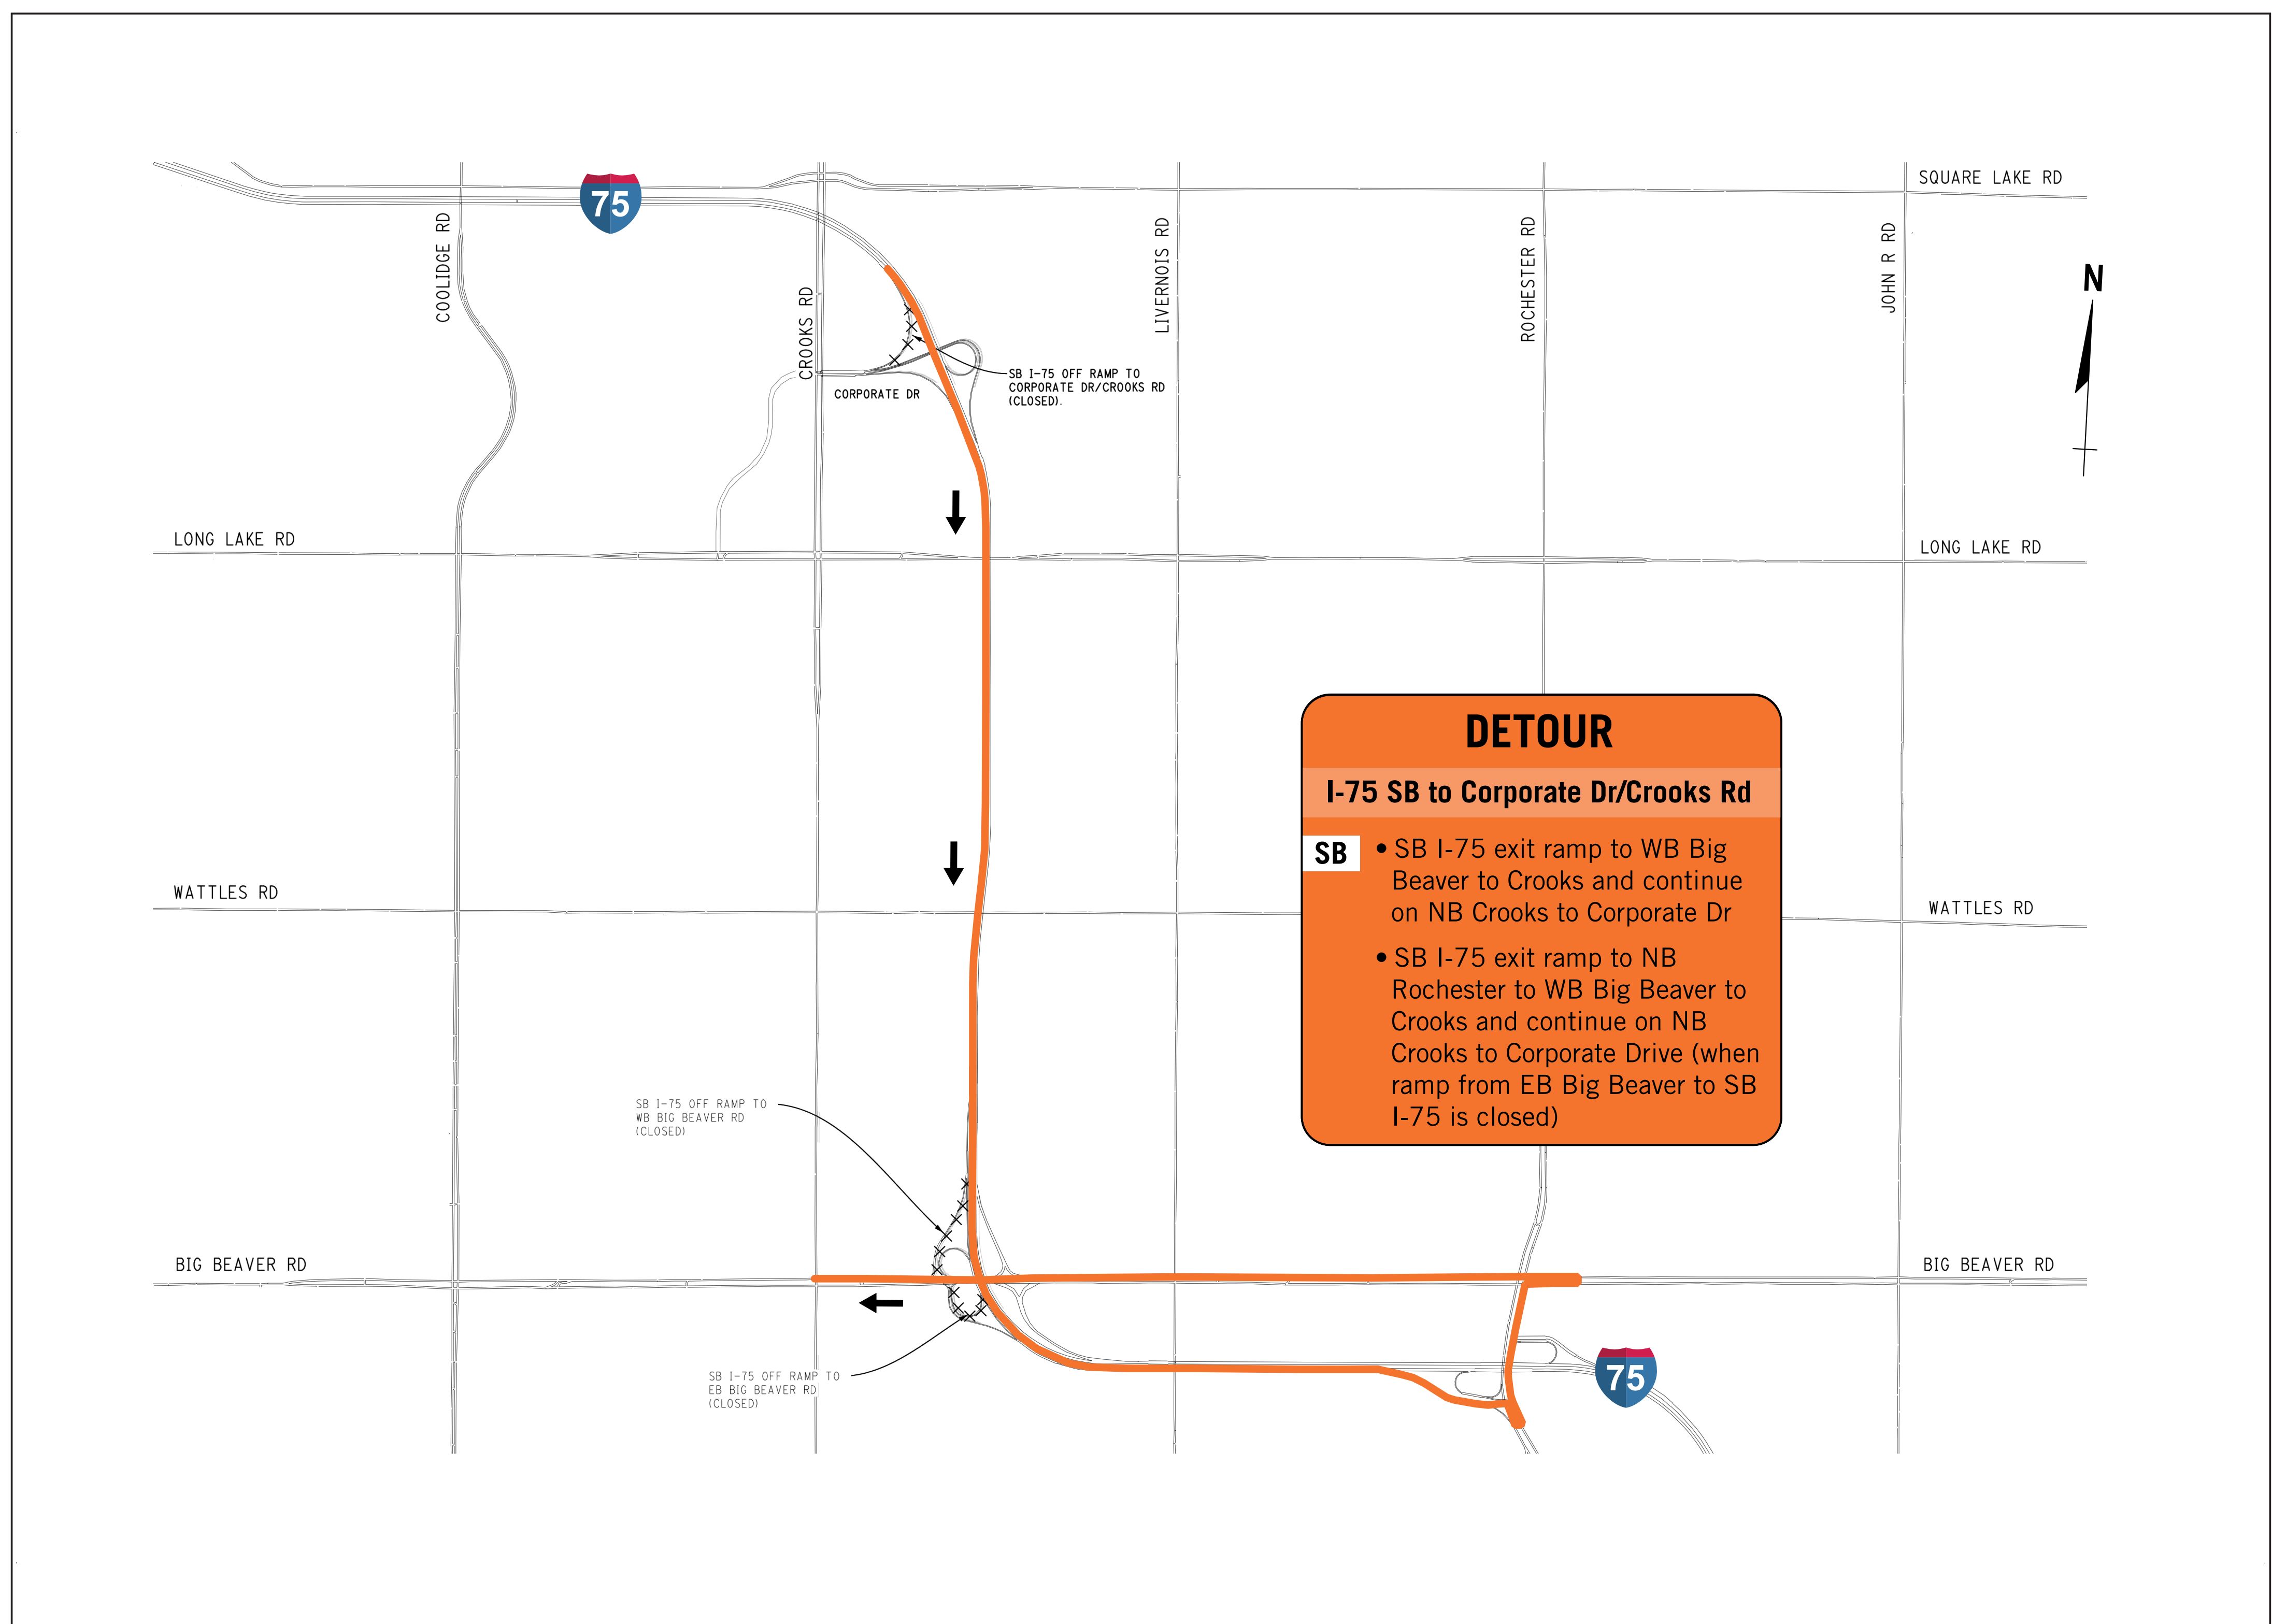 75
SQUARE LAKE RD
COOLIDGE RD
CROOKS RD
LIVERNOIS RD
ROCHESTER RD
JOHN R RD
N
SB I-75 OFF RAMP TO
CORPORATE DR/CROOKS RD
(CLOSED).
CORPORATE DR
LONG LAKE RD
LONG LAKE RD
DETOUR
I-75 SB to Corporate Dr/Crooks Rd
SB
• SB I-75 exit ramp to WB Big
Beaver to Crooks and continue
on NB Crooks to Corporate Dr
• SB I-75 exit ramp to NB
Rochester to WB Big Beaver to
Crooks and continue on NB
Crooks to Corporate Drive (when
ramp from EB Big Beaver to SB
I-75 is closed)
WATTLES RD
WATTLES RD
SB I-75 OFF RAMP TO
WB BIG BEAVER RD
(CLOSED)
BIG BEAVER RD
BIG BEAVER RD
SB I-75 OFF RAMP TO
EB BIG BEAVER RD
(CLOSED)
75